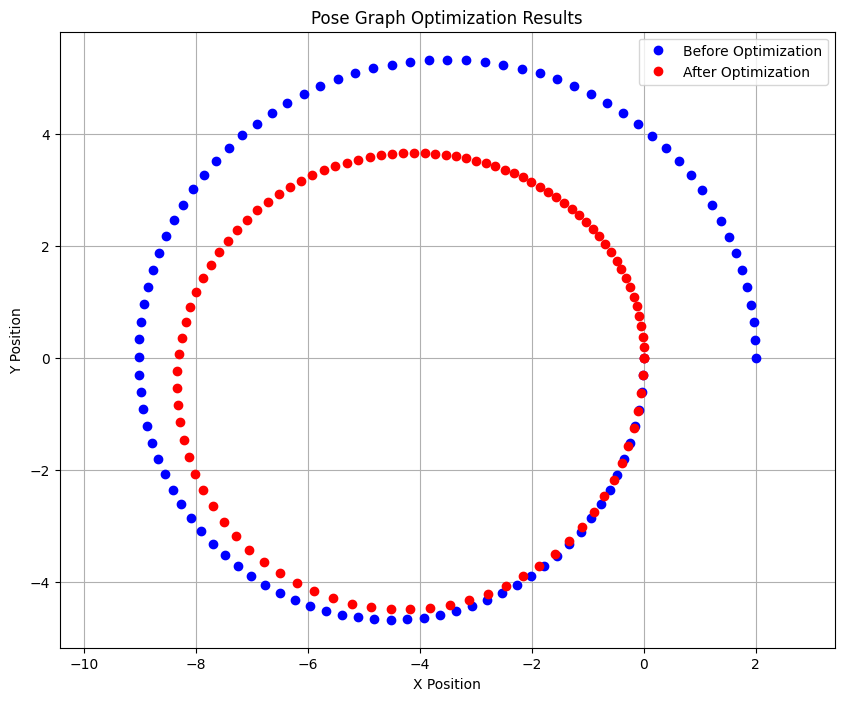 Pose Graph Optimization Results
Before Optimization
After Optimization
Y Position
4
2
0
−2
−4
−10
−8
−6
−4
−2
0
2
X Position